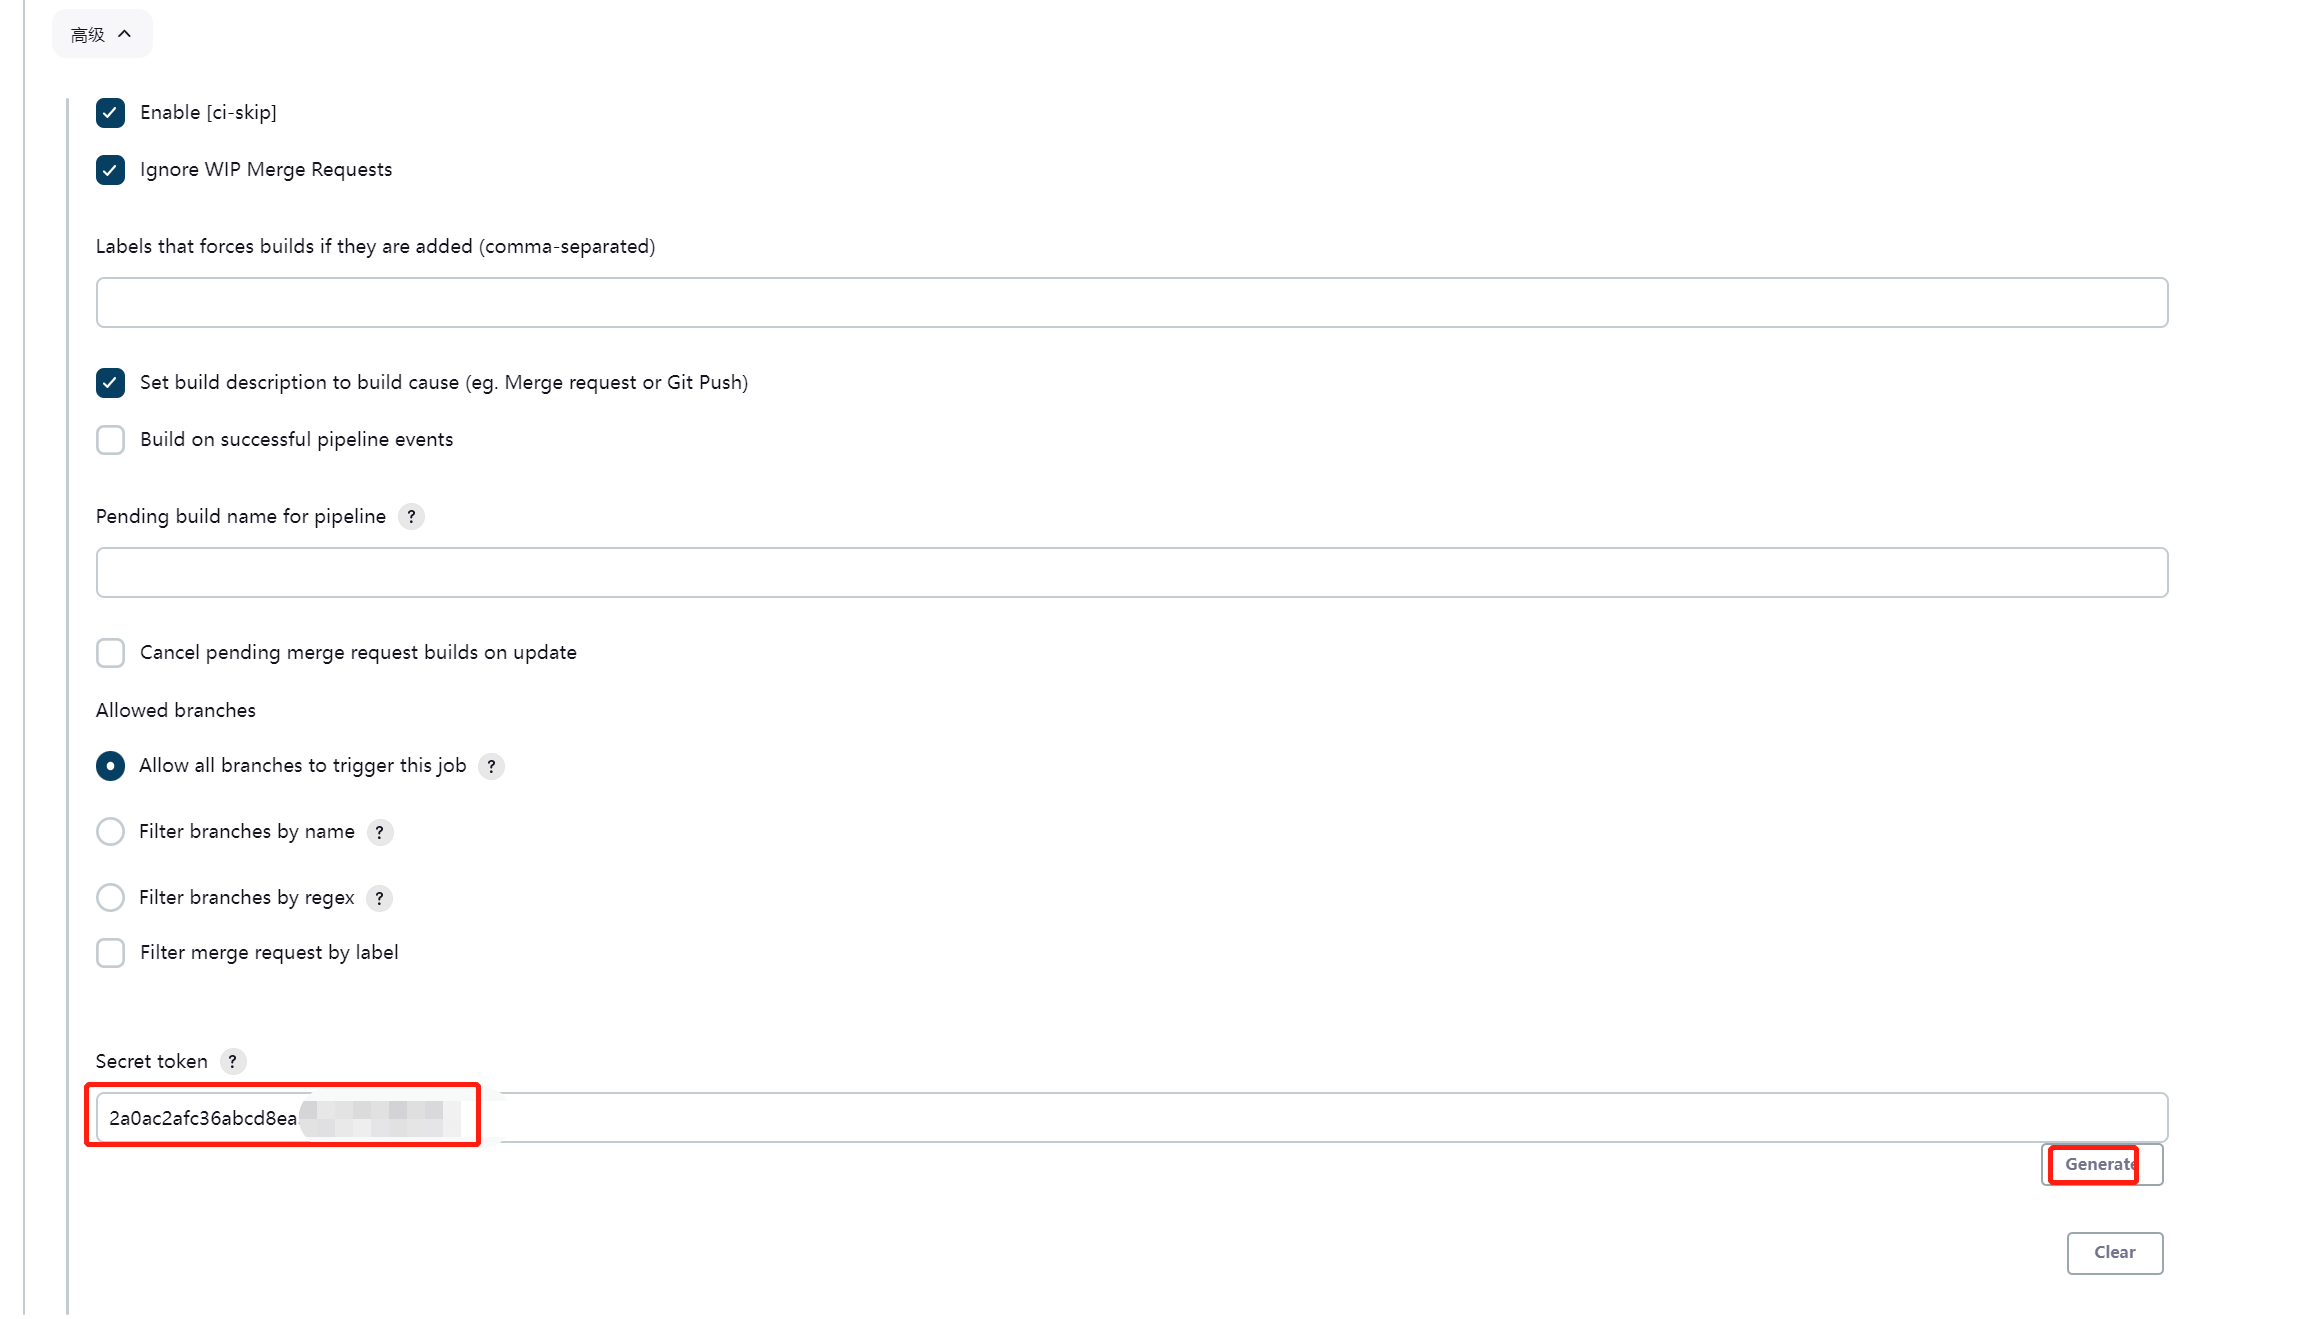 高级
Enable [ci-skip]
Ignore WIP Merge Requests
Labels that forces builds if they are added (comma-separated)
Set build description to build cause (eg. Merge request or Git Push)
Build on successful pipeline events
Pending build name for pipeline ?
Cancel pending merge request builds on update
Allowed branches
Allow all branches to trigger this job ?
Filter branches by name ?
Filter branches by regex ?
Filter merge request by label
Secret token ?
2a0ac2afc36abcd8ea
Generate
Clear